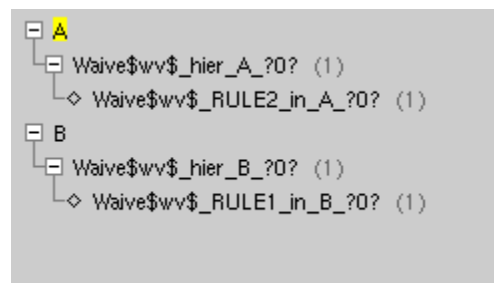 A
Waive$wv$_hier_A_?0? (1)
Waive$wv$_RULE2_in_A_?0? (1)
B
Waive$wv$_hier_B_?0? (1)
Waive$wv$_RULE1_in_B_?0? (1)